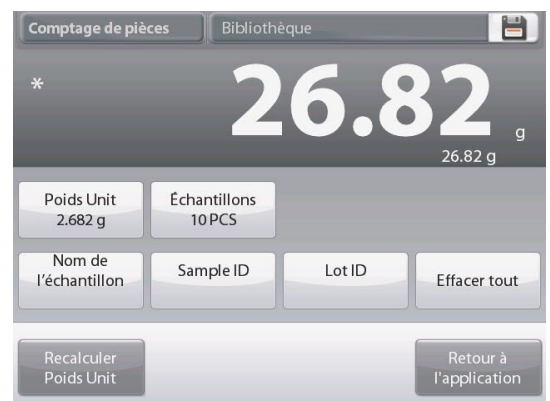 Comptage de pièces
Bibliothèque
*
26.82 g
26.82 g
Poids Unit
2.682 g
Échantillons
10 PCS
Nom de
l'échantillon
Sample ID
Lot ID
Effacer tout
Recalculer
Poids Unit
Retour à
l'application